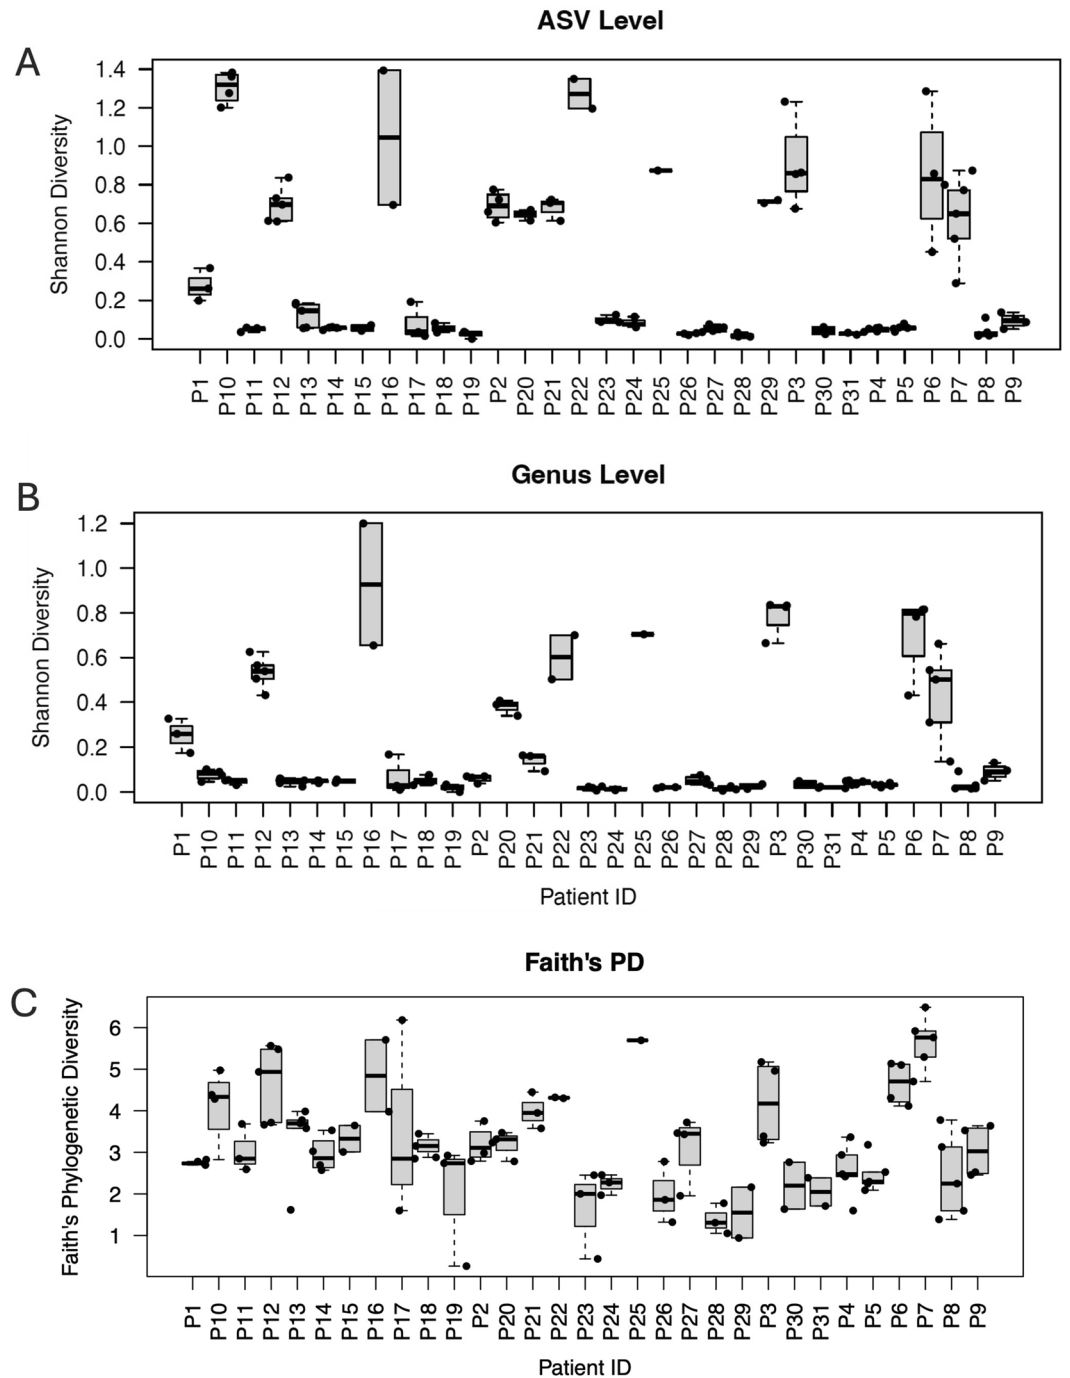 ASV Level
A
Shannon Diversity
1.4
1.2
1.0
0.8
0.6
0.4
0.2
0.0
P1 P10 P11 P12 P13 P14 P15 P16 P17 P18 P19 P2 P20 P21 P22 P23 P24 P25 P26 P27 P28 P29 P3 P30 P31 P4 P5 P6 P7 P8 P9
Genus Level
B
Shannon Diversity
1.2
1.0
0.8
0.6
0.4
0.2
0.0
P1 P10 P11 P12 P13 P14 P15 P16 P17 P18 P19 P2 P20 P21 P22 P23 P24 P25 P26 P27 P28 P29 P3 P30 P31 P4 P5 P6 P7 P8 P9
Patient ID
Faith's PD
C
Faith's Phylogenetic Diversity
6
5
4
3
2
1
P1 P10 P11 P12 P13 P14 P15 P16 P17 P18 P19 P2 P20 P21 P22 P23 P24 P25 P26 P27 P28 P29 P3 P30 P31 P4 P5 P6 P7 P8 P9
Patient ID